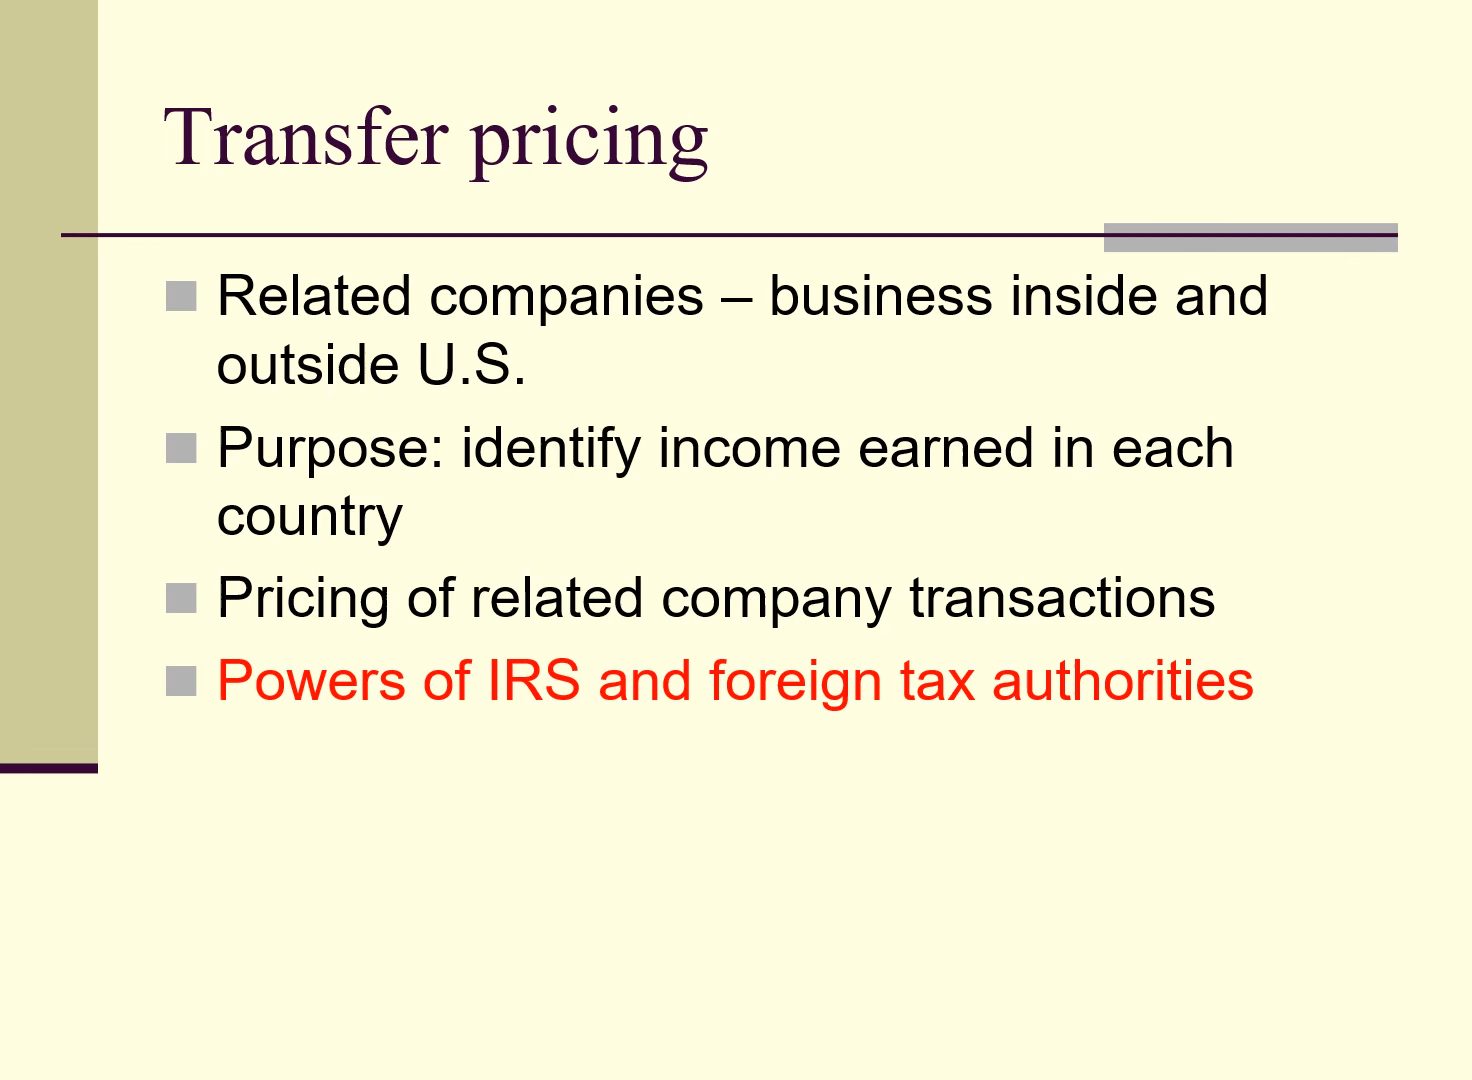 Transfer pricing
Related companies – business inside and
outside U.S.
Purpose: identify income earned in each
country
Pricing of related company transactions
Powers of IRS and foreign tax authorities